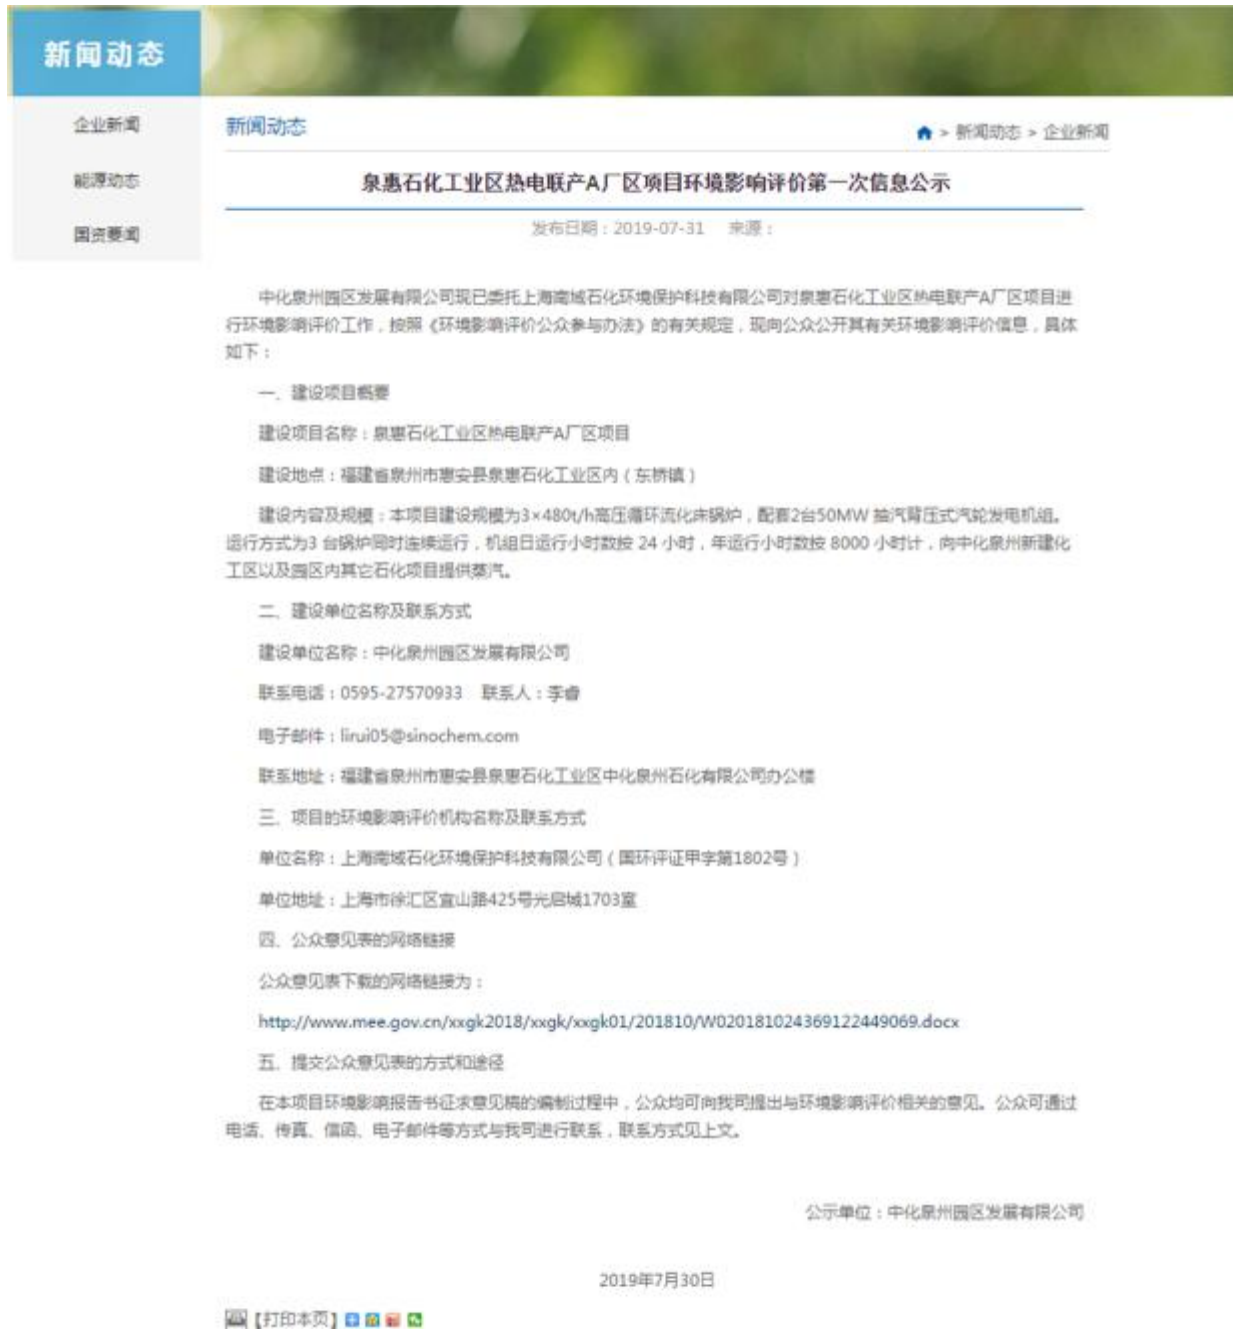 新闻动态
企业新闻
能源动态
国资要闻
新闻动态
> 新闻动态 > 企业新闻
泉惠石化工业区热电联产A厂区项目环境影响评价第一次信息公示
发布日期：2019-07-31 来源：
中化泉州园区发展有限公司现已委托上海南域石化环境保护科技有限公司对泉惠石化工业区热电联产A厂区项目进
行环境影响评价工作，按照《环境影响评价公众参与办法》的有关规定，现向公众公开其有关环境影响评价信息，具体
如下：
一、建设项目概要
建设项目名称：泉惠石化工业区热电联产A厂区项目
建设地点：福建省泉州市惠安县泉惠石化工业区内（东桥镇）
建设内容及规模：本项目建设规模为3×480t/h高压循环流化床锅炉，配套2台50MW 抽汽背压式汽轮发电机组。
运行方式为3 台锅炉同时连续运行，机组日运行小时数按 24 小时，年运行小时数按 8000 小时计，向中化泉州新建化
工区以及园区内其它石化项目提供蒸汽。
二、建设单位名称及联系方式
建设单位名称：中化泉州园区发展有限公司
联系电话：0595-27570933 联系人：李睿
电子邮件：lirui05@sinochem.com
联系地址：福建省泉州市惠安县泉惠石化工业区中化泉州石化有限公司办公楼
三、项目的环境影响评价机构名称及联系方式
单位名称：上海南域石化环境保护科技有限公司（国环评证甲字第1802号）
单位地址：上海市徐汇区宜山路425号光启城1703室
四、公众意见表的网络链接
公众意见表下载的网络链接为：
http://www.mee.gov.cn/xxgk2018/xxgk/xxgk01/201810/W020181024369122449069.docx
五、提交公众意见表的方式和途径
在本项目环境影响报告书征求意见稿的编制过程中，公众均可向我司提出与环境影响评价相关的意见。公众可通过
电话、传真、信函、电子邮件等方式与我司进行联系，联系方式见上文。
公示单位：中化泉州园区发展有限公司
2019年7月30日
【打印本页】